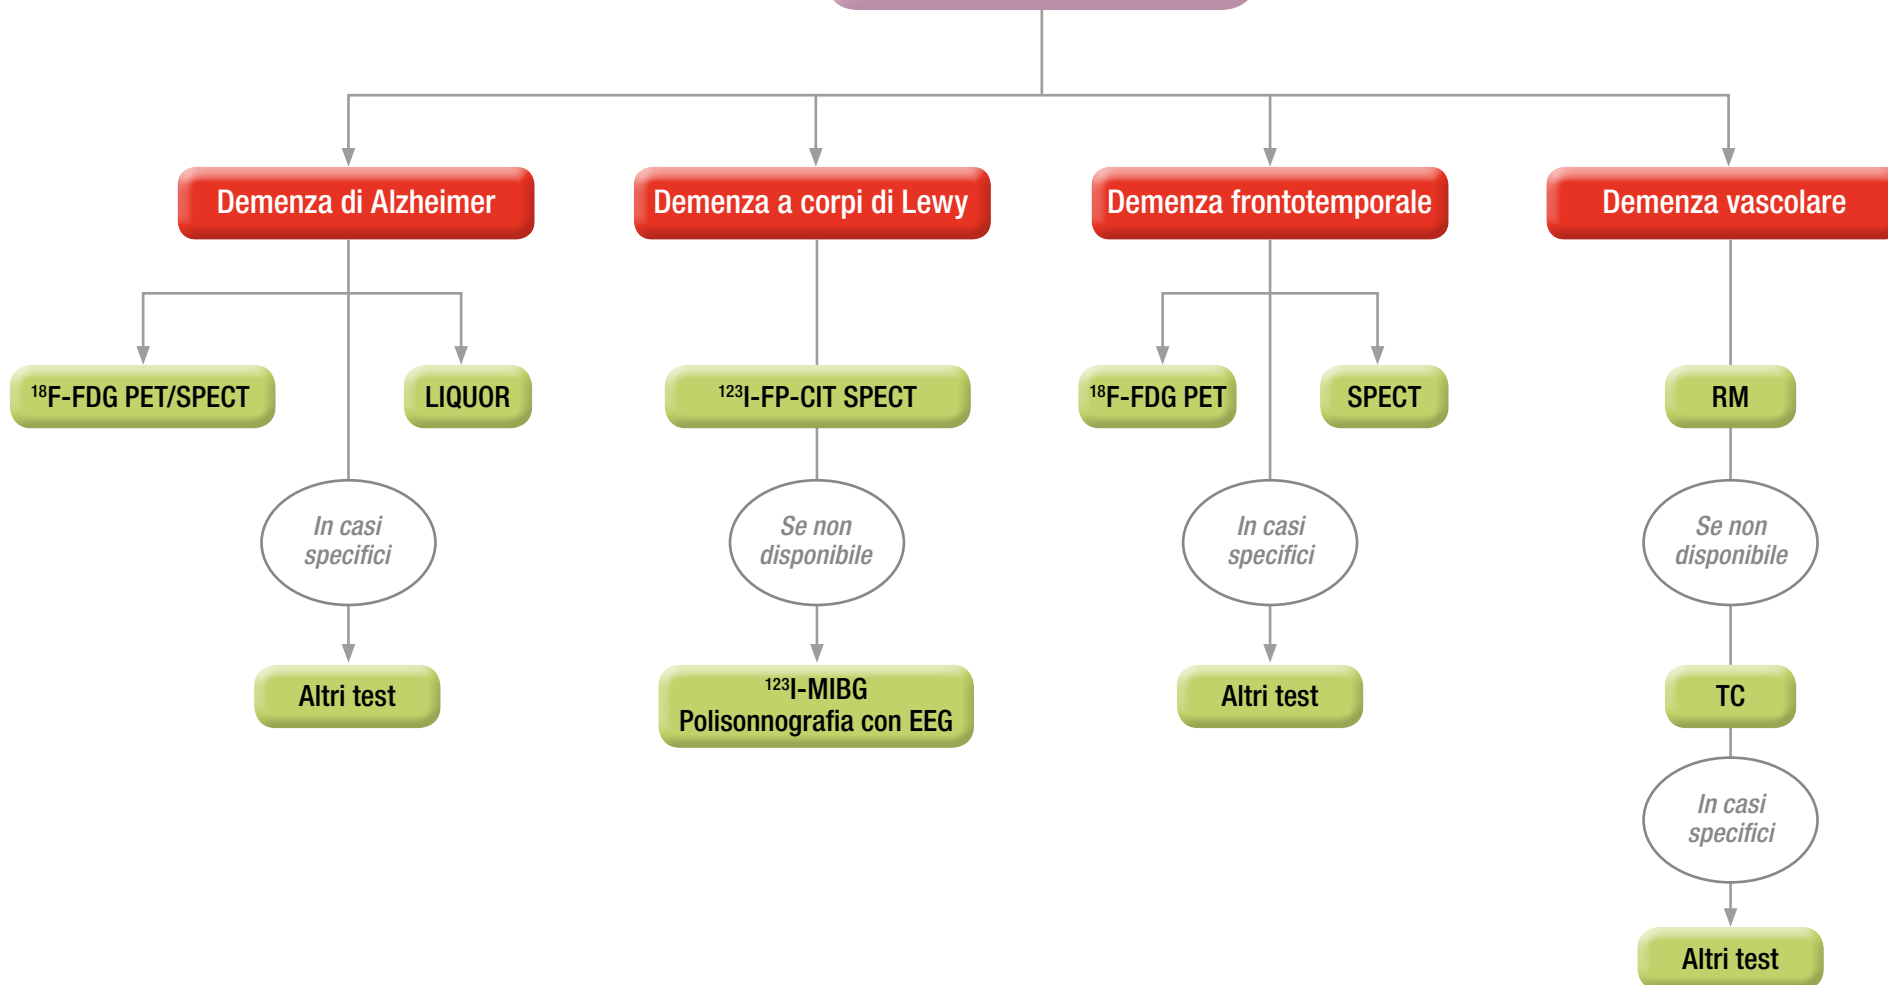 Demenza di Alzheimer
Demenza a corpi di Lewy
Demenza frontotemporale
Demenza vascolare
¹⁸F-FDG PET/SPECT
LIQUOR
¹²³I-FP-CIT SPECT
¹⁸F-FDG PET
SPECT
RM
In casi
specifici
Se non
disponibile
In casi
specifici
Se non
disponibile
Altri test
¹²³I-MIBG
Polisonnografia con EEG
Altri test
TC
In casi
specifici
Altri test